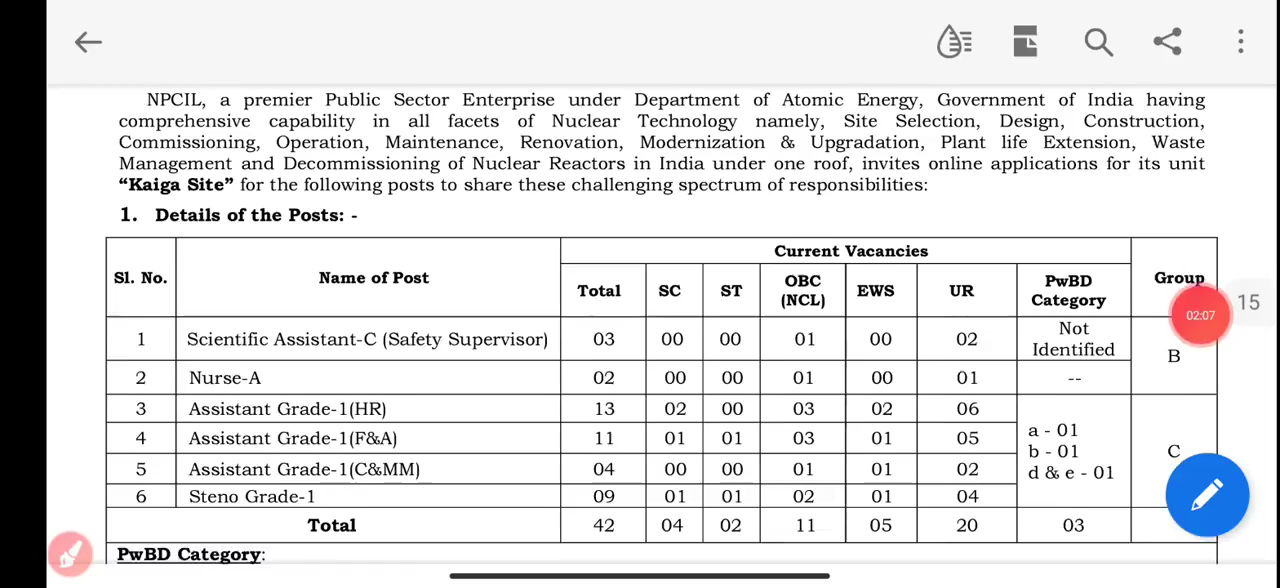 NPCIL, a premier Public Sector Enterprise under Department of Atomic Energy, Government of India having
comprehensive capability in all facets of Nuclear Technology namely, Site Selection, Design, Construction,
Commissioning, Operation, Maintenance, Renovation, Modernization & Upgradation, Plant life Extension, Waste
Management and Decommissioning of Nuclear Reactors in India under one roof, invites online applications for its unit
“Kaiga Site” for the following posts to share these challenging spectrum of responsibilities:
1. Details of the Posts: -
Sl. No. Name of Post Current Vacancies Group
Total SC ST OBC (NCL) EWS UR PwBD Category
1 Scientific Assistant-C (Safety Supervisor) 03 00 00 01 00 02 Not Identified B
2 Nurse-A 02 00 00 01 00 01 --
3 Assistant Grade-1(HR) 13 02 00 03 02 06 a - 01 C
4 Assistant Grade-1(F&A) 11 01 01 03 01 05 b - 01
5 Assistant Grade-1(C&MM) 04 00 00 01 01 02 d & e - 01
6 Steno Grade-1 09 01 01 02 01 04
Total 42 04 02 11 05 20 03
PwBD Category:
02:07
15